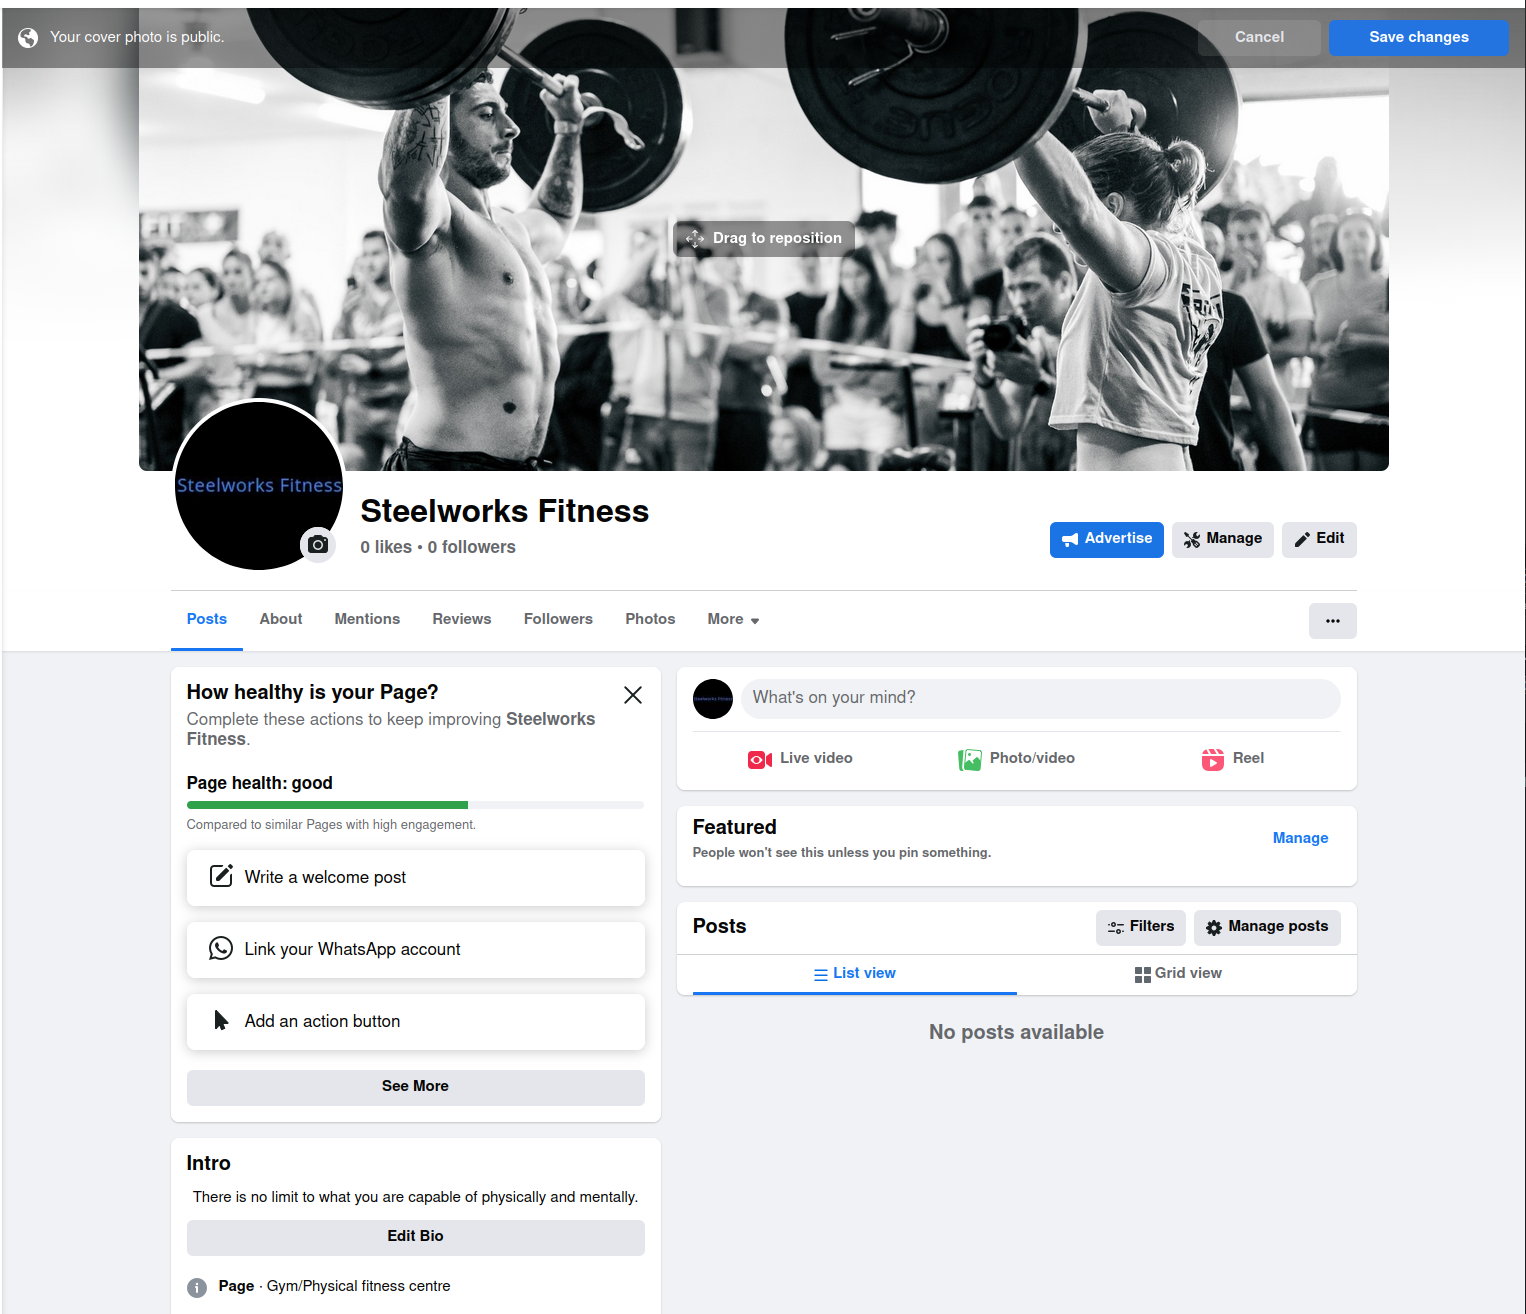 Your cover photo is public.
Cancel
Save changes
FIT
Drag to reposition
Steelworks Fitness
Steelworks Fitness
0 likes • 0 followers
Advertise
Manage
Edit
Posts
About
Mentions
Reviews
Followers
Photos
More
How healthy is your Page?
Complete these actions to keep improving Steelworks
Fitness.
Page health: good
Compared to similar Pages with high engagement.
Write a welcome post
Link your WhatsApp account
Add an action button
See More
Intro
There is no limit to what you are capable of physically and mentally.
Edit Bio
Page · Gym/Physical fitness centre
What's on your mind?
Live video
Photo/video
Reel
Featured
People won't see this unless you pin something.
Manage
Posts
Filters
Manage posts
List view
Grid view
No posts available